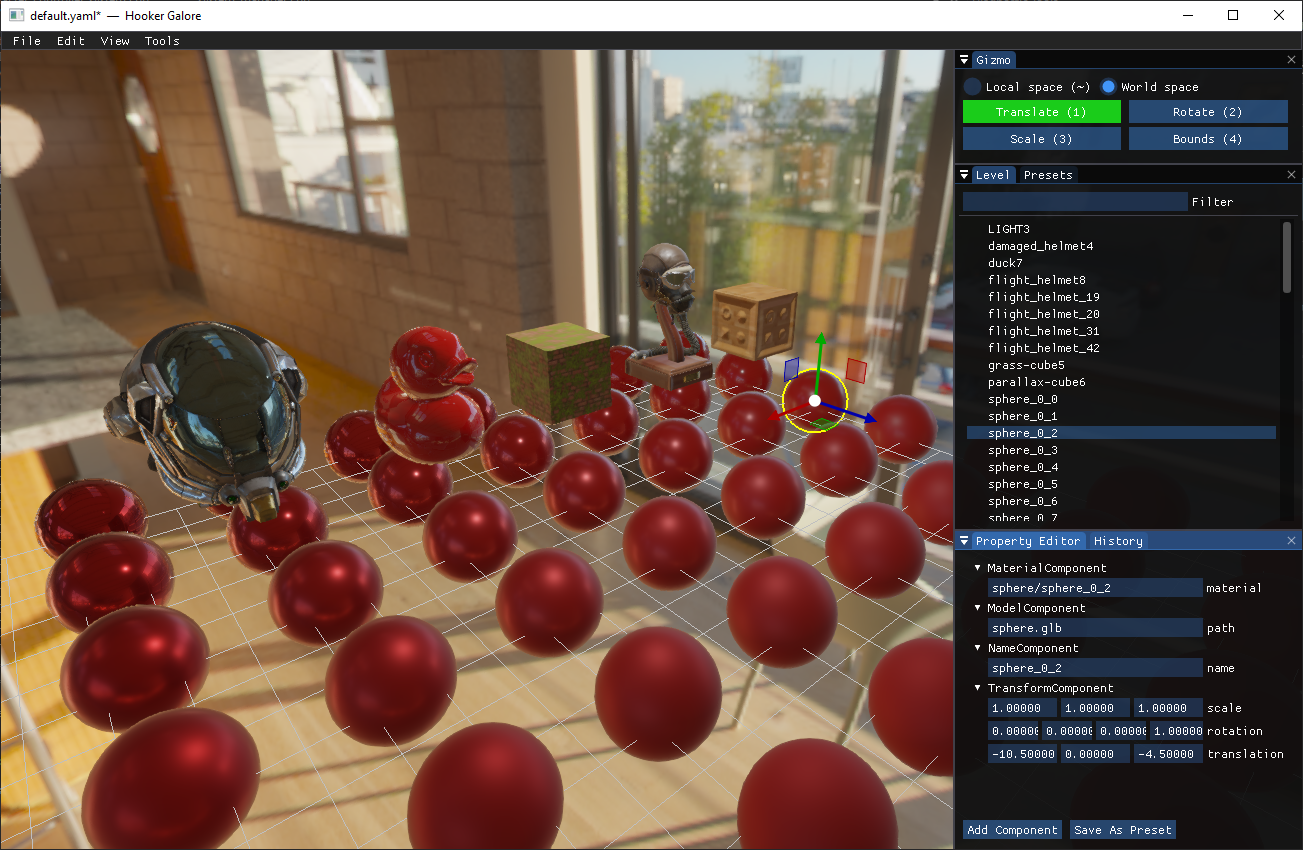 default.yaml* — Hooker Galore
File Edit View Tools
Gizmo
Local space (~) World space
Translate (1) Rotate (2)
Scale (3) Bounds (4)
Level Presets
Filter
LIGHT3
damaged_helmet4
duck7
flight_helmet8
flight_helmet_19
flight_helmet_20
flight_helmet_31
flight_helmet_42
grass-cube5
parallax-cube6
sphere_0_0
sphere_0_1
sphere_0_2
sphere_0_3
sphere_0_4
sphere_0_5
sphere_0_6
sphere_0_7
Property Editor History
MaterialComponent
sphere/sphere_0_2 material
ModelComponent
sphere.glb path
NameComponent
sphere_0_2 name
TransformComponent
1.00000 1.00000 1.00000 scale
0.00000 0.00000 0.00000 1.00000 rotation
-10.50000 0.00000 -4.50000 translation
Add Component Save As Preset